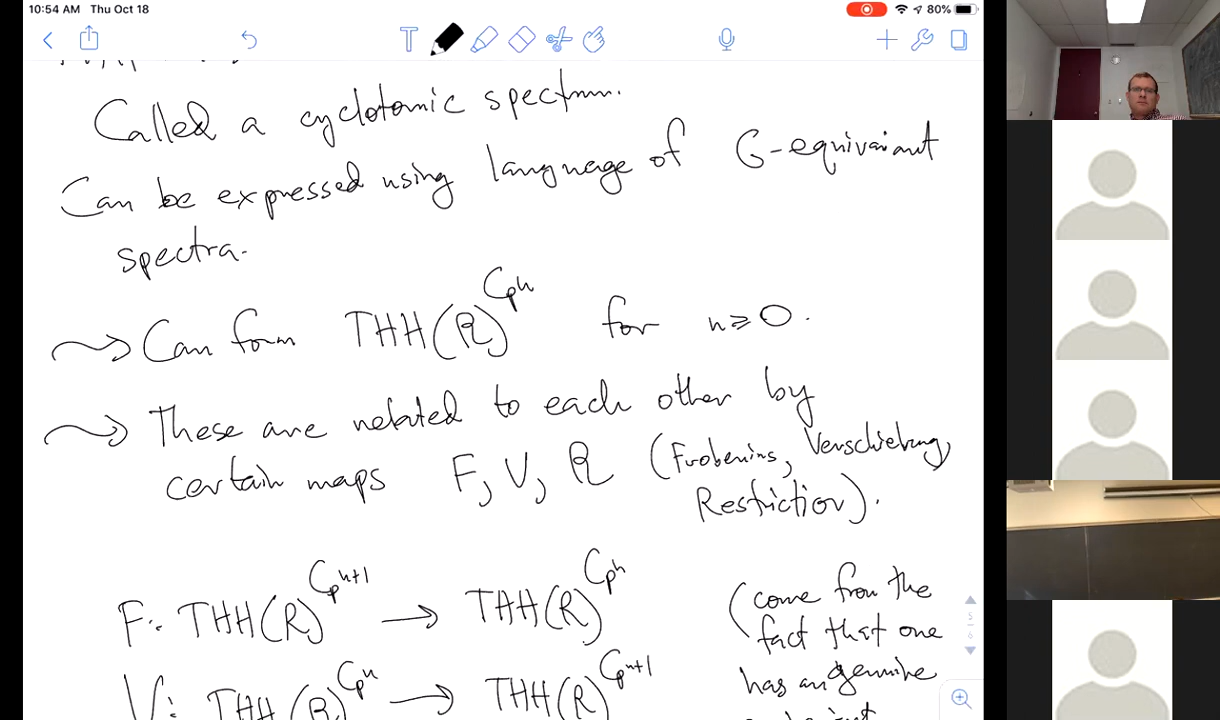 10:54 AM Thu Oct 18
80%
T
Called a cyclotomic spectrum.
Can be expressed using language of G-equivariant
spectra.
⟿ Can form THH(R)^{C_{p^n}} for n ≥ 0.
⟿ These are related to each other by
certain maps F, V, R (Frobenius, Verschiebung,
Restriction).
F: THH(R)^{C_{p^{n+1}}} → THH(R)^{C_{p^n}} (come from the
fact that one
V: THH(R)^{C_{p^n}} → THH(R)^{C_{p^{n+1}}} has a genuine